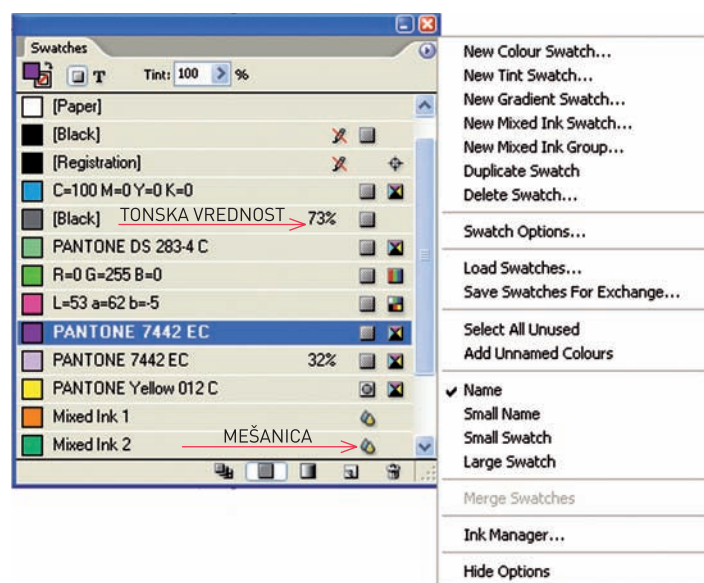 Swatches
T Tint: 100 %
[Paper]
[Black]
[Registration]
C=100 M=0 Y=0 K=0
[Black] TONSKA VREDNOST 73%
PANTONE DS 283-4 C
R=0 G=255 B=0
L=53 a=62 b=-5
PANTONE 7442 EC
PANTONE 7442 EC 32%
PANTONE Yellow 012 C
Mixed Ink 1
Mixed Ink 2 MEŠANICA
New Colour Swatch...
New Tint Swatch...
New Gradient Swatch...
New Mixed Ink Swatch...
New Mixed Ink Group...
Duplicate Swatch
Delete Swatch...
Swatch Options...
Load Swatches...
Save Swatches For Exchange...
Select All Unused
Add Unnamed Colours
Name
Small Name
Small Swatch
Large Swatch
Merge Swatches
Ink Manager...
Hide Options